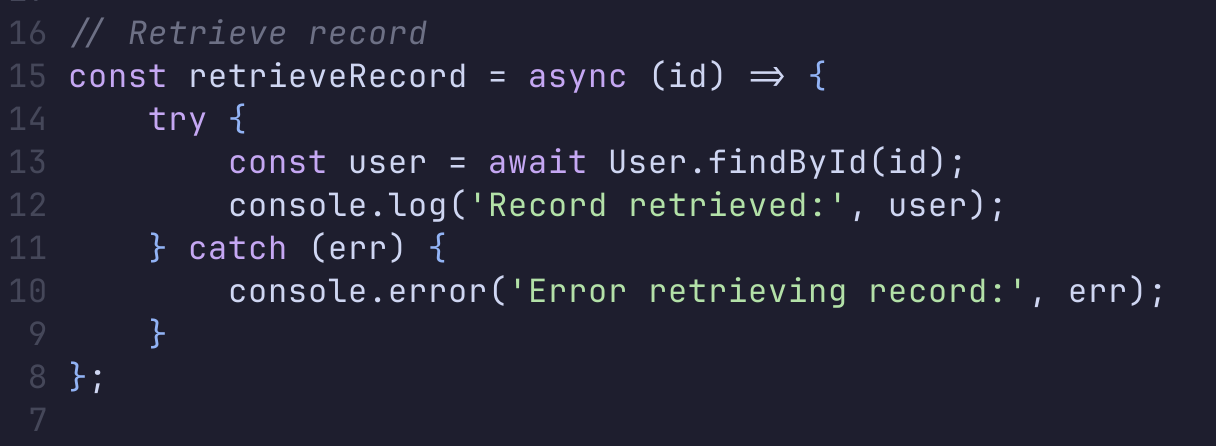 16 // Retrieve record
15 const retrieveRecord = async (id) => {
14     try {
13         const user = await User.findById(id);
12         console.log('Record retrieved:', user);
11     } catch (err) {
10         console.error('Error retrieving record:', err);
9     }
8 };
7